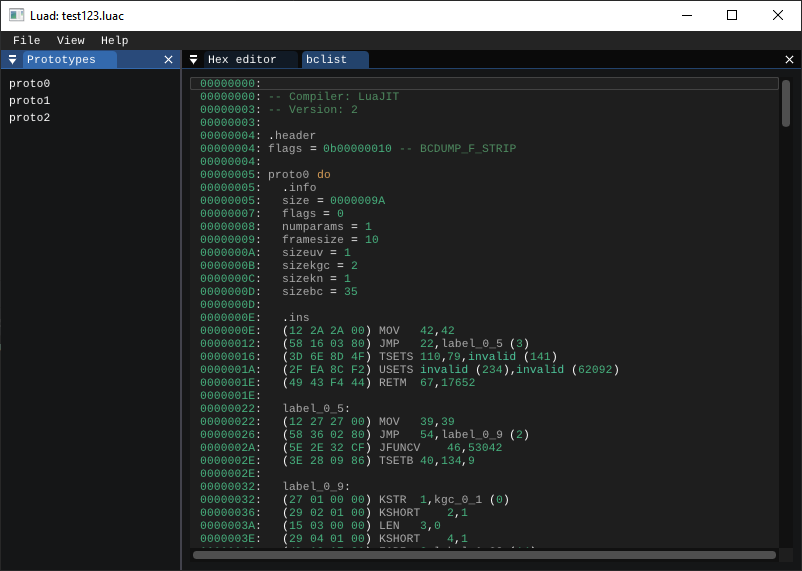 Luad: test123.luac
File View Help
Prototypes
Hex editor bclist
proto0
proto1
proto2
00000000:
00000000: -- Compiler: LuaJIT
00000003: -- Version: 2
00000003:
00000004: .header
00000004: flags = 0b00000010 -- BCDUMP_F_STRIP
00000004:
00000005: proto0 do
00000005: .info
00000005: size = 0000009A
00000007: flags = 0
00000008: numparams = 1
00000009: framesize = 10
0000000A: sizeuv = 1
0000000B: sizekgc = 2
0000000C: sizekn = 1
0000000D: sizebc = 35
0000000D:
0000000E: .ins
0000000E: (12 2A 2A 00) MOV 42,42
00000012: (58 16 03 80) JMP 22,label_0_5 (3)
00000016: (3D 6E 8D 4F) TSETS 110,79,invalid (141)
0000001A: (2F EA 8C F2) USETS invalid (234),invalid (62092)
0000001E: (49 43 F4 44) RETM 67,17652
0000001E:
00000022: label_0_5:
00000022: (12 27 27 00) MOV 39,39
00000026: (58 36 02 80) JMP 54,label_0_9 (2)
0000002A: (5E 2E 32 CF) JFUNCV 46,53042
0000002E: (3E 28 09 86) TSETB 40,134,9
0000002E:
00000032: label_0_9:
00000032: (27 01 00 00) KSTR 1,kgc_0_1 (0)
00000036: (29 02 01 00) KSHORT 2,1
0000003A: (15 03 00 00) LEN 3,0
0000003E: (29 04 01 00) KSHORT 4,1